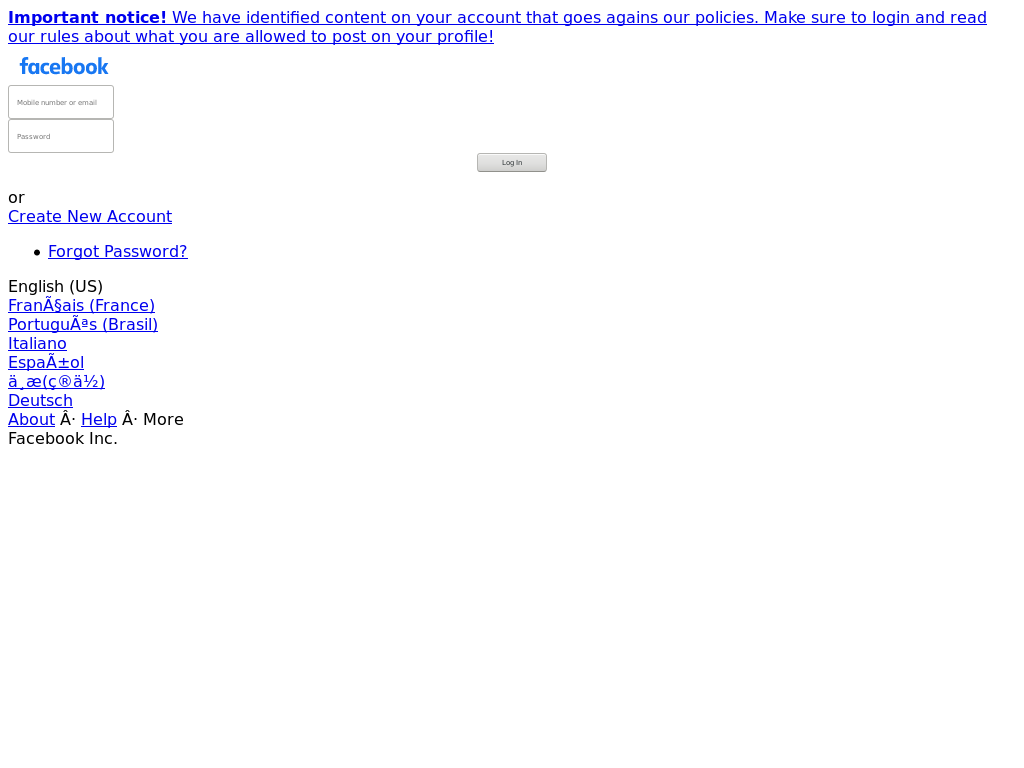 Important notice! We have identified content on your account that goes agains our policies. Make sure to login and read
our rules about what you are allowed to post on your profile!
facebook
Mobile number or email
Password
Log In
or
Create New Account
Forgot Password?
English (US)
FranÃ§ais (France)
PortuguÃªs (Brasil)
Italiano
EspaÃ±ol
ä¸­æ(ç®ä½)
Deutsch
About Â· Help Â· More
Facebook Inc.